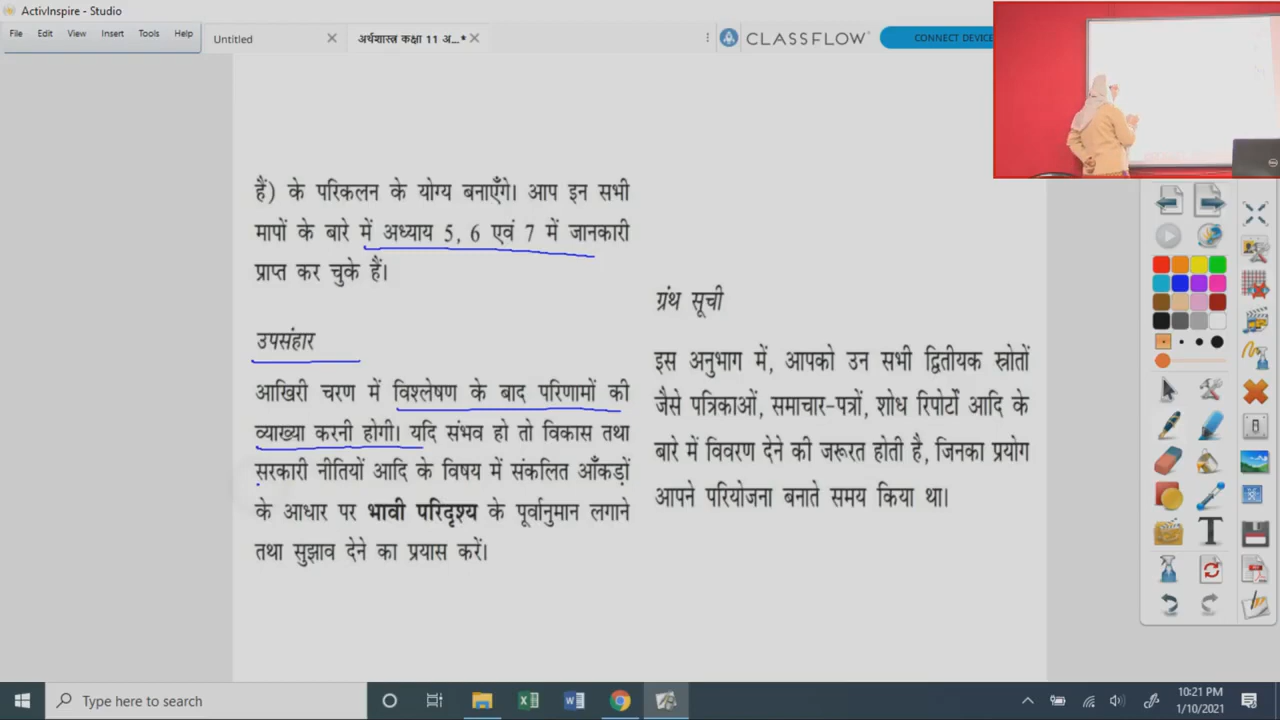 ActivInspire - Studio
File Edit View Insert Tools Help
Untitled
अर्थशास्त्र कक्षा 11 अ...*
CLASSFLOW
CONNECT DEVICE
हैं) के परिकलन के योग्य बनाएँगे। आप इन सभी
मापों के बारे में अध्याय 5, 6 एवं 7 में जानकारी
प्राप्त कर चुके हैं।
उपसंहार
आखिरी चरण में विश्लेषण के बाद परिणामों की
व्याख्या करनी होगी। यदि संभव हो तो विकास तथा
सरकारी नीतियों आदि के विषय में संकलित आँकड़ों
के आधार पर भावी परिदृश्य के पूर्वानुमान लगाने
तथा सुझाव देने का प्रयास करें।
ग्रंथ सूची
इस अनुभाग में, आपको उन सभी द्वितीयक स्रोतों
जैसे पत्रिकाओं, समाचार-पत्रों, शोध रिपोर्टों आदि के
बारे में विवरण देने की जरूरत होती है, जिनका प्रयोग
आपने परियोजना बनाते समय किया था।
Type here to search
10:21 PM
1/10/2021